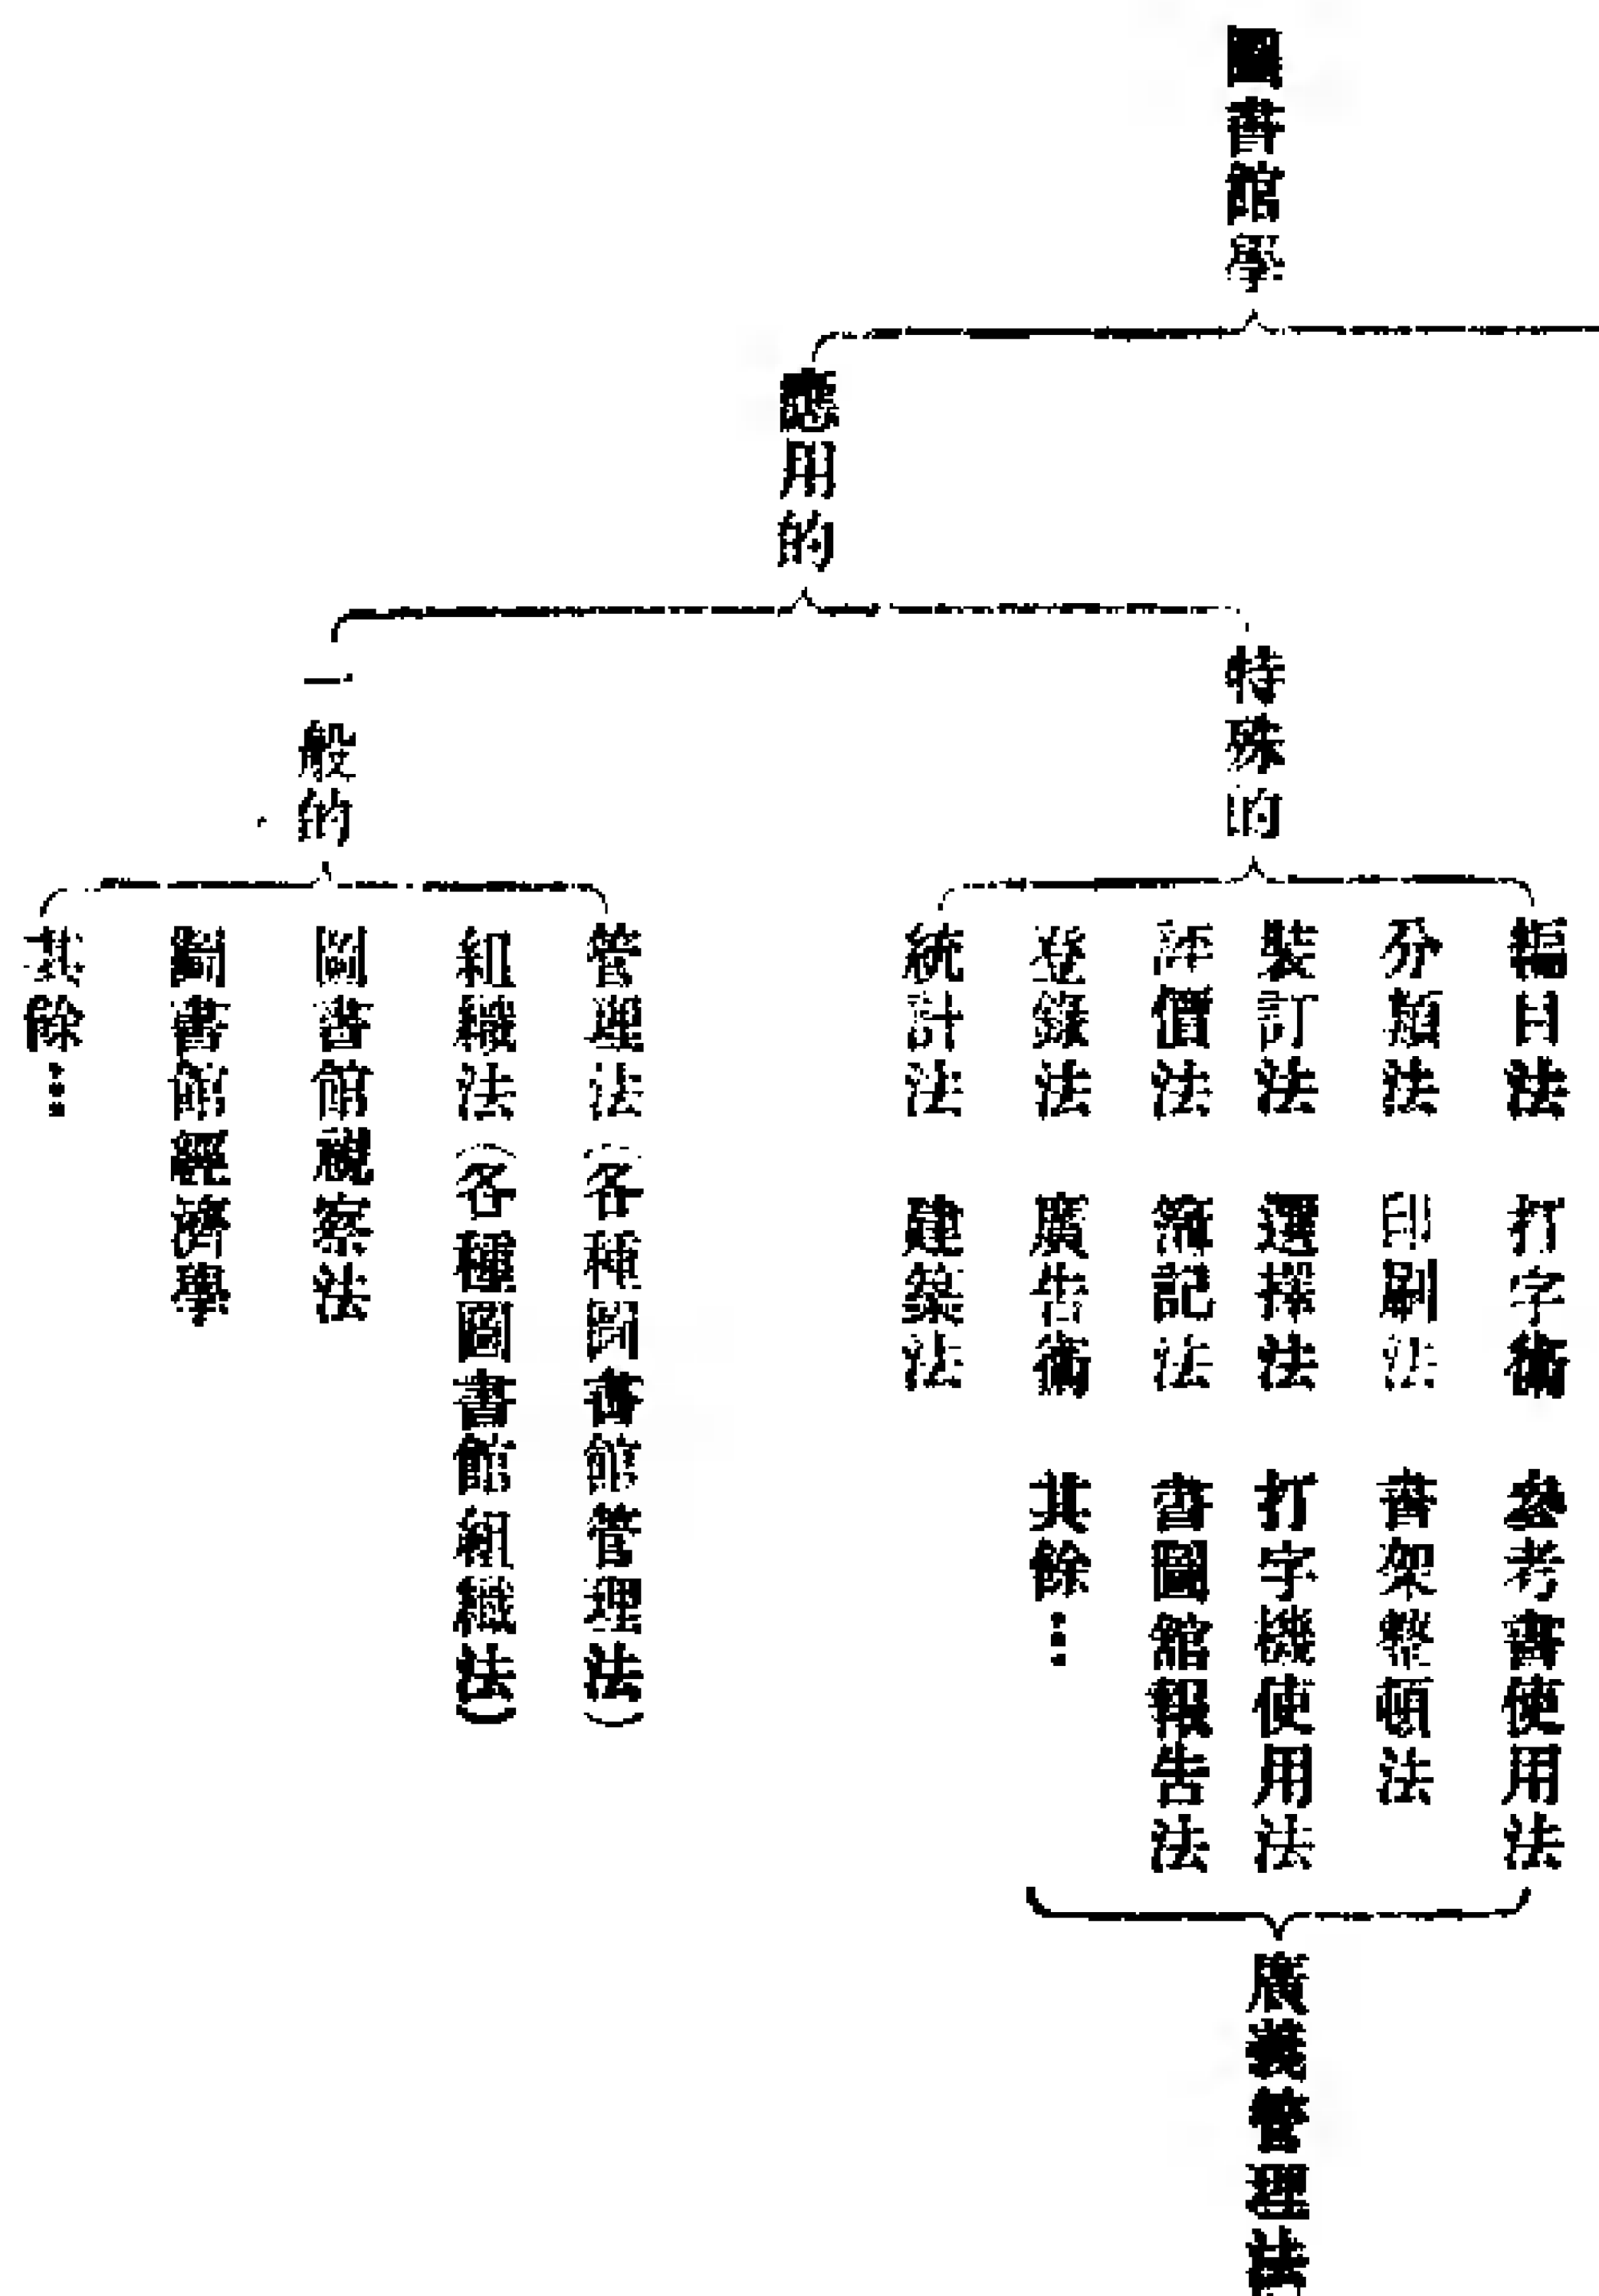 圖書館學
應用的
特殊的
編目法 打字術 參考書使用法
分類法 印刷法 書架整頓法
裝訂法 選擇法 打字機使用法
評價法 簿記法 書圖館報告法
登錄法 廣告術 其餘⋯
統計法 建築法
廣義管理法
一般的
管理法(各種圖書館管理法)
組織法(各種圖書館組織法)
圖書館視察法
圖書館經濟學
其餘⋯